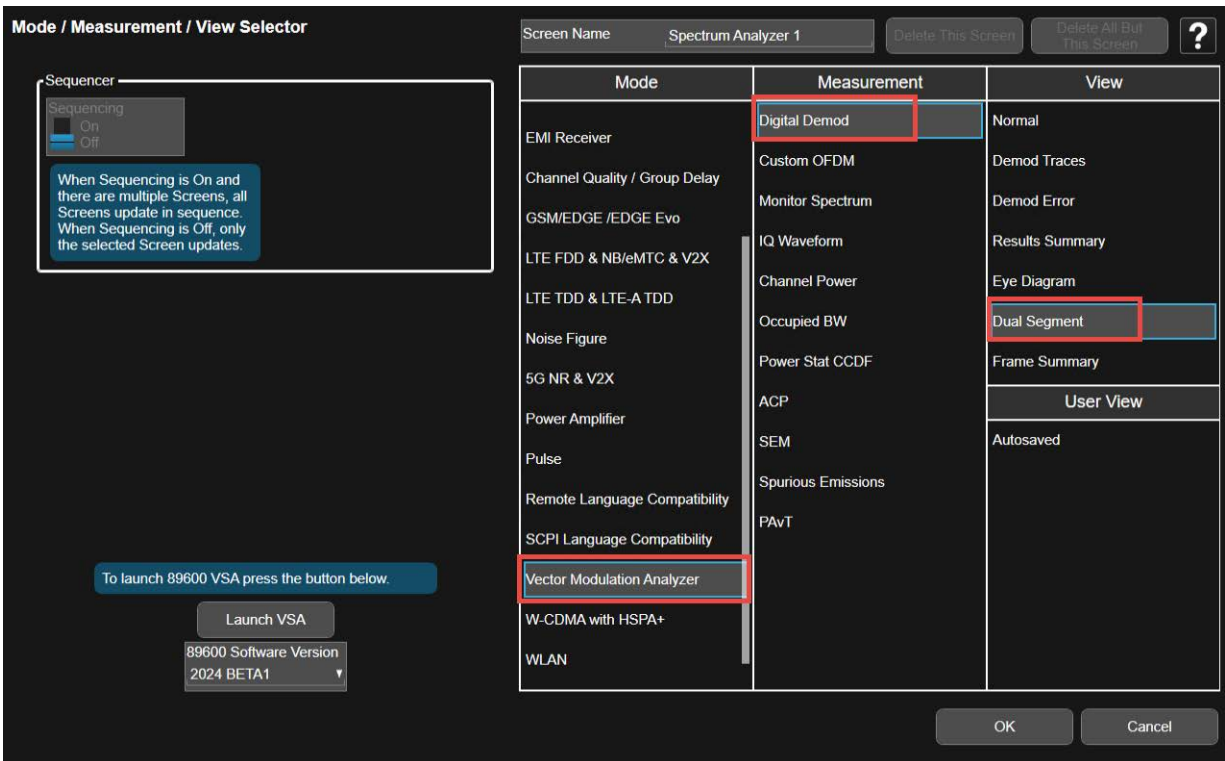 Mode / Measurement / View Selector
Screen Name
Spectrum Analyzer 1
Delete This Screen
Delete All But
This Screen
?
Sequencer
Sequencing
On
Off
When Sequencing is On and
there are multiple Screens, all
Screens update in sequence.
When Sequencing is Off, only
the selected Screen updates.
To launch 89600 VSA press the button below.
Launch VSA
89600 Software Version
2024 BETA1
Mode
EMI Receiver
Channel Quality / Group Delay
GSM/EDGE /EDGE Evo
LTE FDD & NB/eMTC & V2X
LTE TDD & LTE-A TDD
Noise Figure
5G NR & V2X
Power Amplifier
Pulse
Remote Language Compatibility
SCPI Language Compatibility
Vector Modulation Analyzer
W-CDMA with HSPA+
WLAN
Measurement
Digital Demod
Custom OFDM
Monitor Spectrum
IQ Waveform
Channel Power
Occupied BW
Power Stat CCDF
ACP
SEM
Spurious Emissions
PAvT
View
Normal
Demod Traces
Demod Error
Results Summary
Eye Diagram
Dual Segment
Frame Summary
User View
Autosaved
OK
Cancel